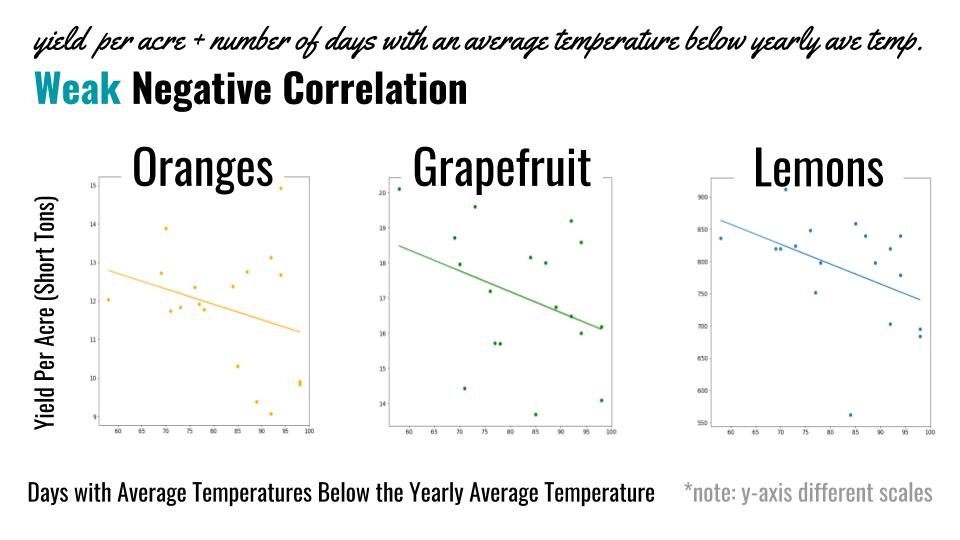 yield per acre + number of days with an average temperature below yearly ave temp.
Weak Negative Correlation
Oranges
Grapefruit
Lemons
Yield Per Acre (Short Tons)
15
14
13
12
11
10
9
60 65 70 75 80 85 90 95 100
20
19
18
17
16
15
14
60 65 70 75 80 85 90 95 100
900
850
800
750
700
650
600
550
60 65 70 75 80 85 90 95 100
Days with Average Temperatures Below the Yearly Average Temperature
*note: y-axis different scales